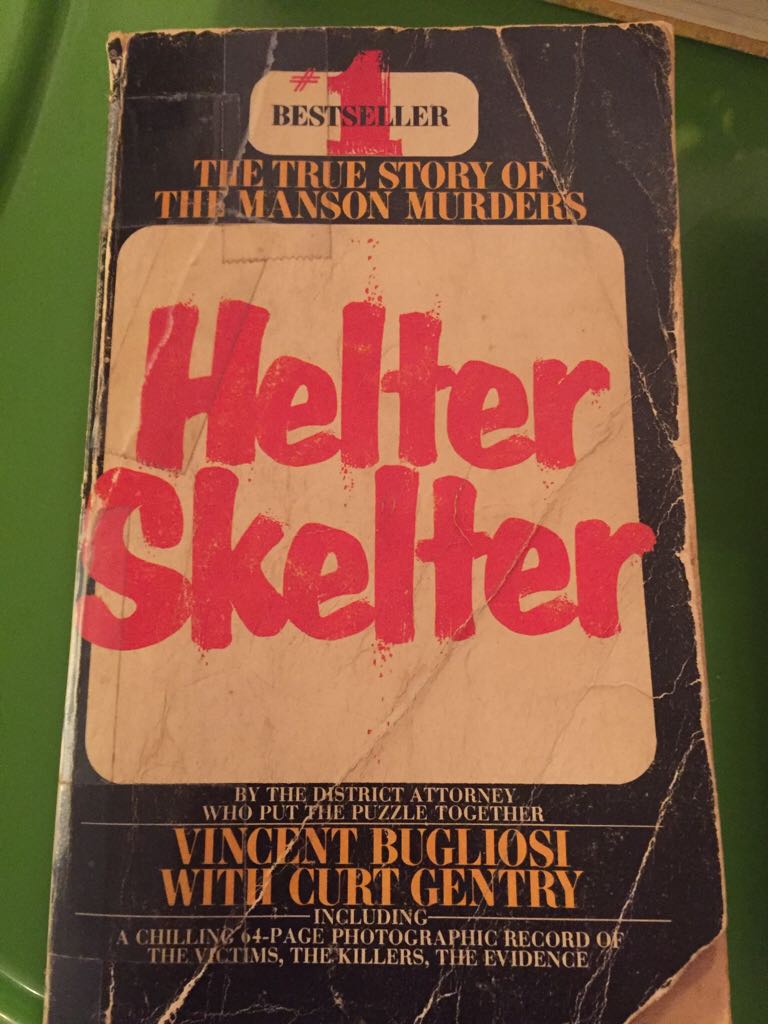 #1
BESTSELLER
THE TRUE STORY OF
THE MANSON MURDERS
Helter
Skelter
BY THE DISTRICT ATTORNEY
WHO PUT THE PUZZLE TOGETHER
VINCENT BUGLIOSI
WITH CURT GENTRY
INCLUDING
A CHILLING 64-PAGE PHOTOGRAPHIC RECORD OF
THE VICTIMS, THE KILLERS, THE EVIDENCE